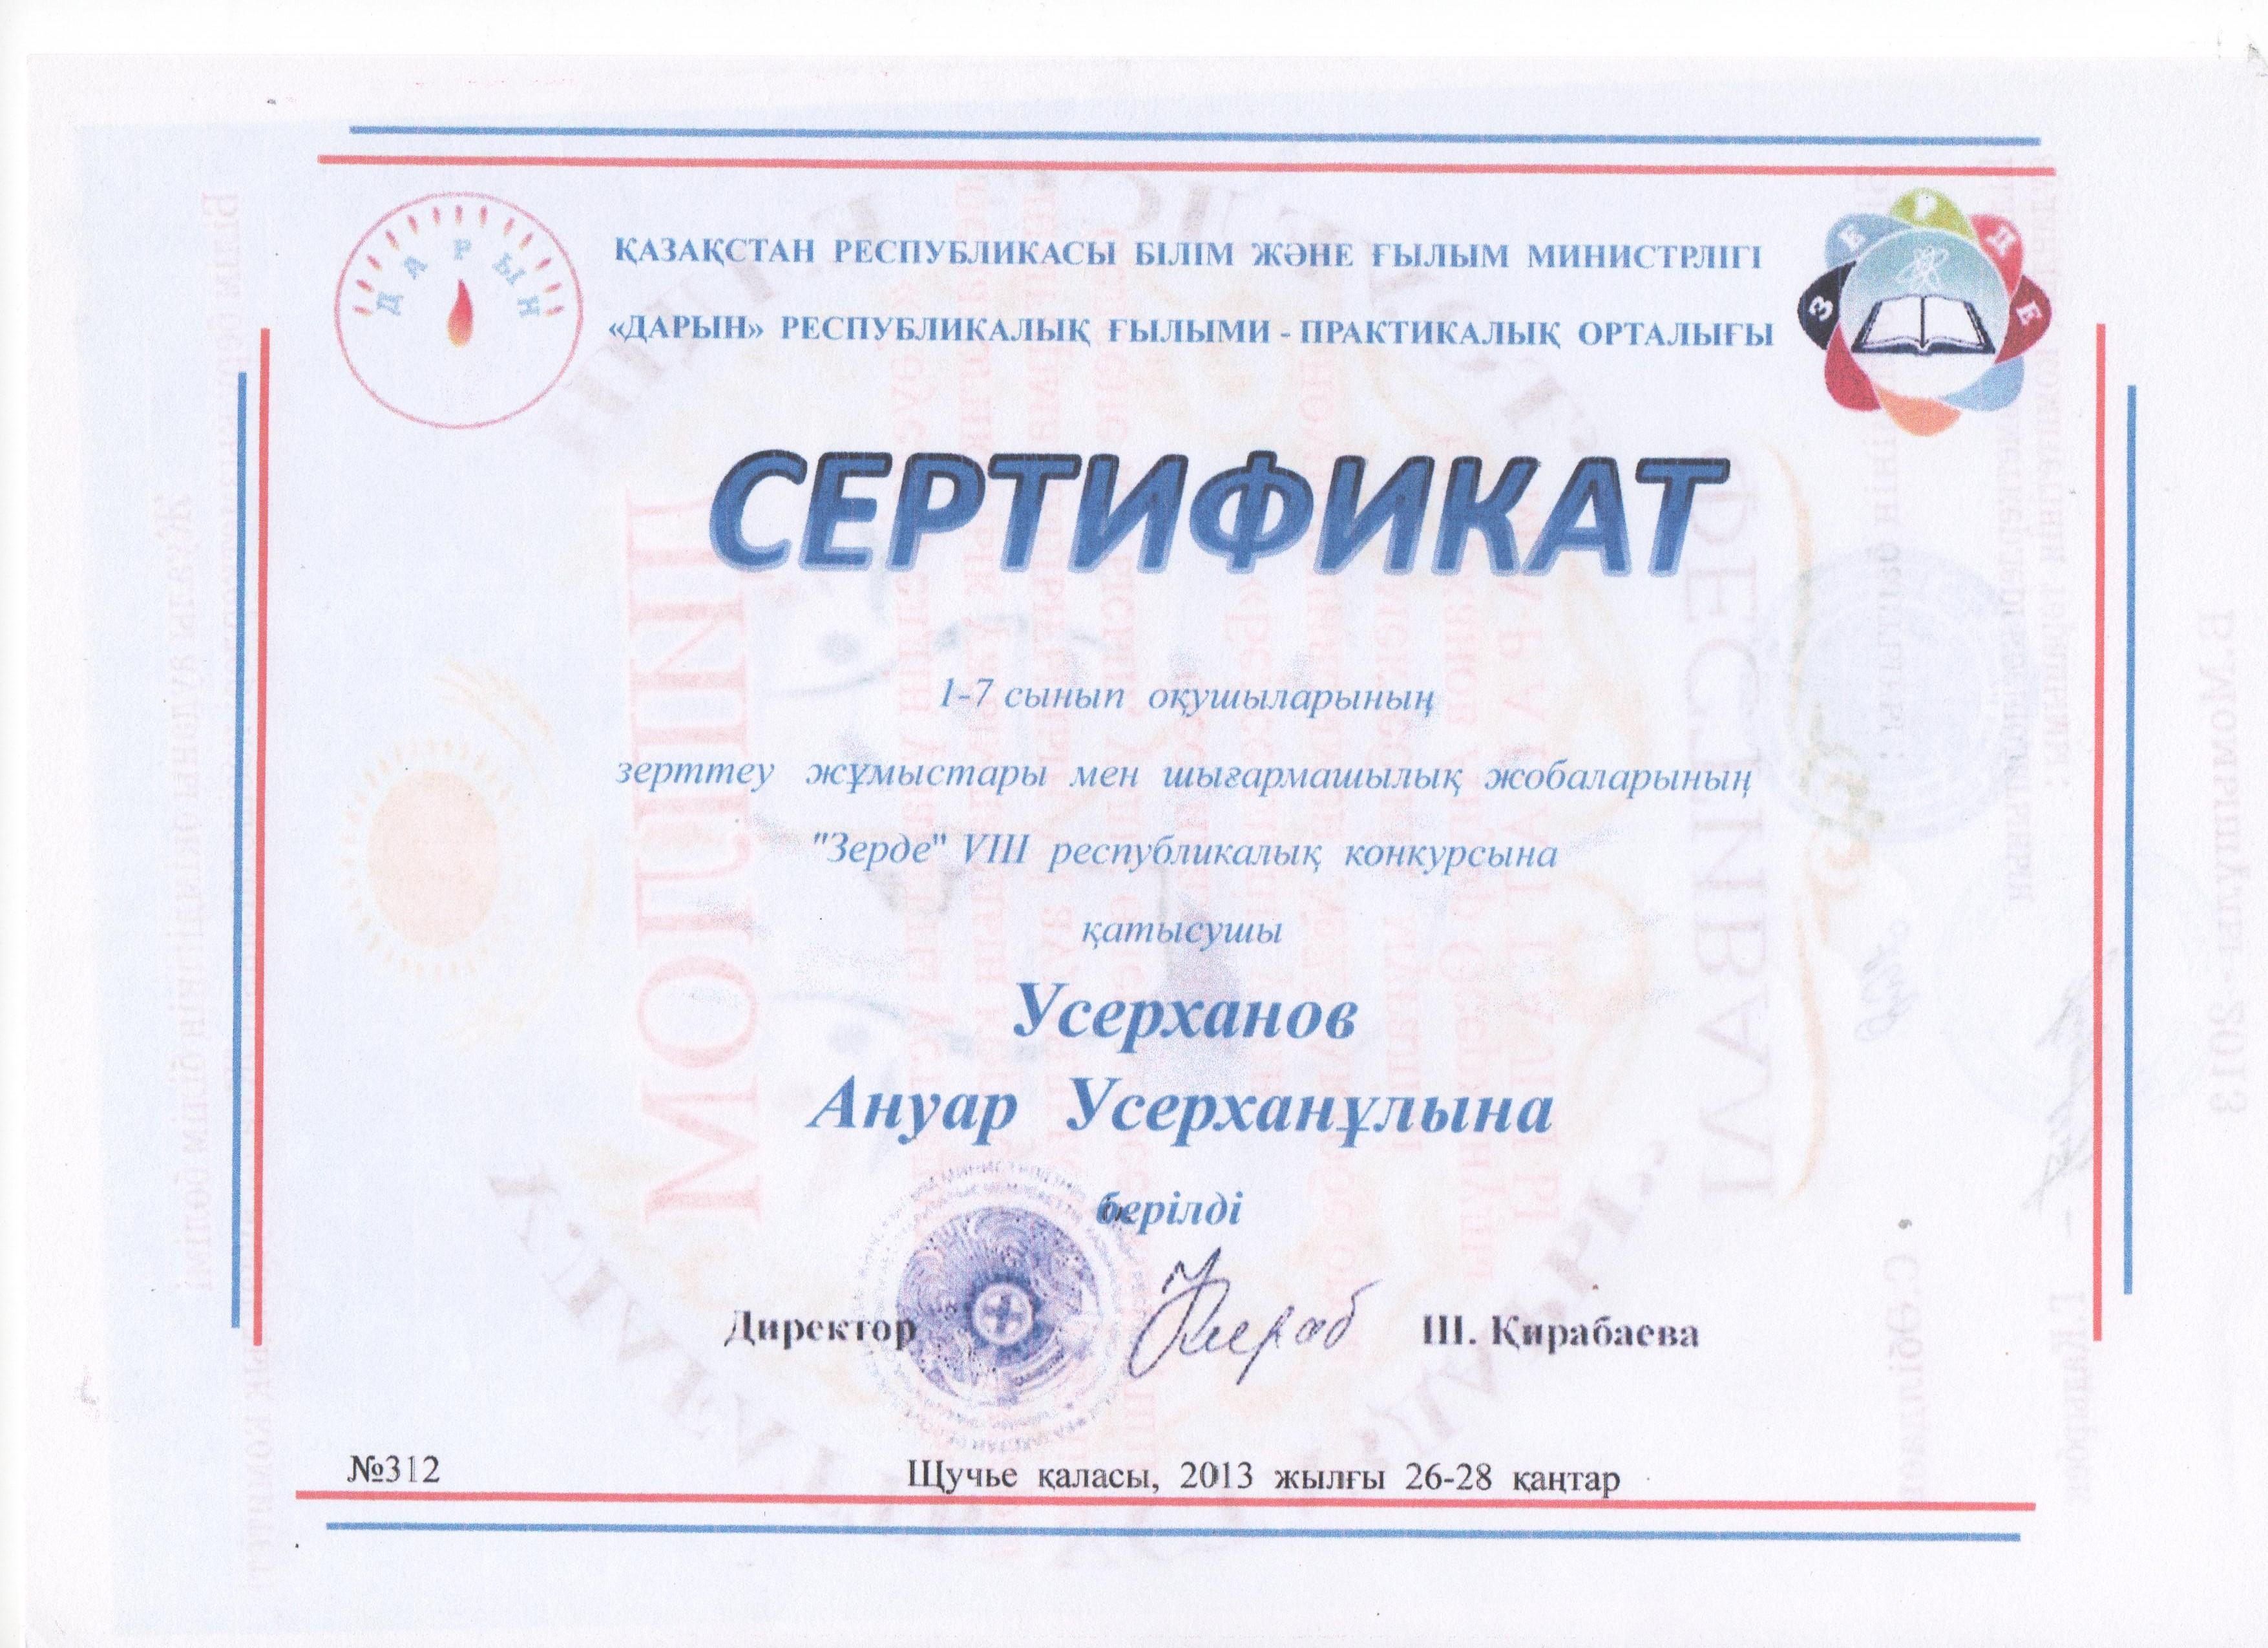 ДАРЫН
ЗЕРДЕ
ҚАЗАҚСТАН РЕСПУБЛИКАСЫ БІЛІМ ЖӘНЕ ҒЫЛЫМ МИНИСТРЛІГІ
«ДАРЫН» РЕСПУБЛИКАЛЫҚ ҒЫЛЫМИ - ПРАКТИКАЛЫҚ ОРТАЛЫҒЫ
СЕРТИФИКАТ
1-7 сынып оқушыларының
зерттеу жұмыстары мен шығармашылық жобаларының
"Зерде" VIII республикалық конкурсына
қатысушы
Усерханов
Ануар Усерханұлына
берілді
Директор Ш. Қирабаева
№312
Щучье қаласы, 2013 жылғы 26-28 қаңтар